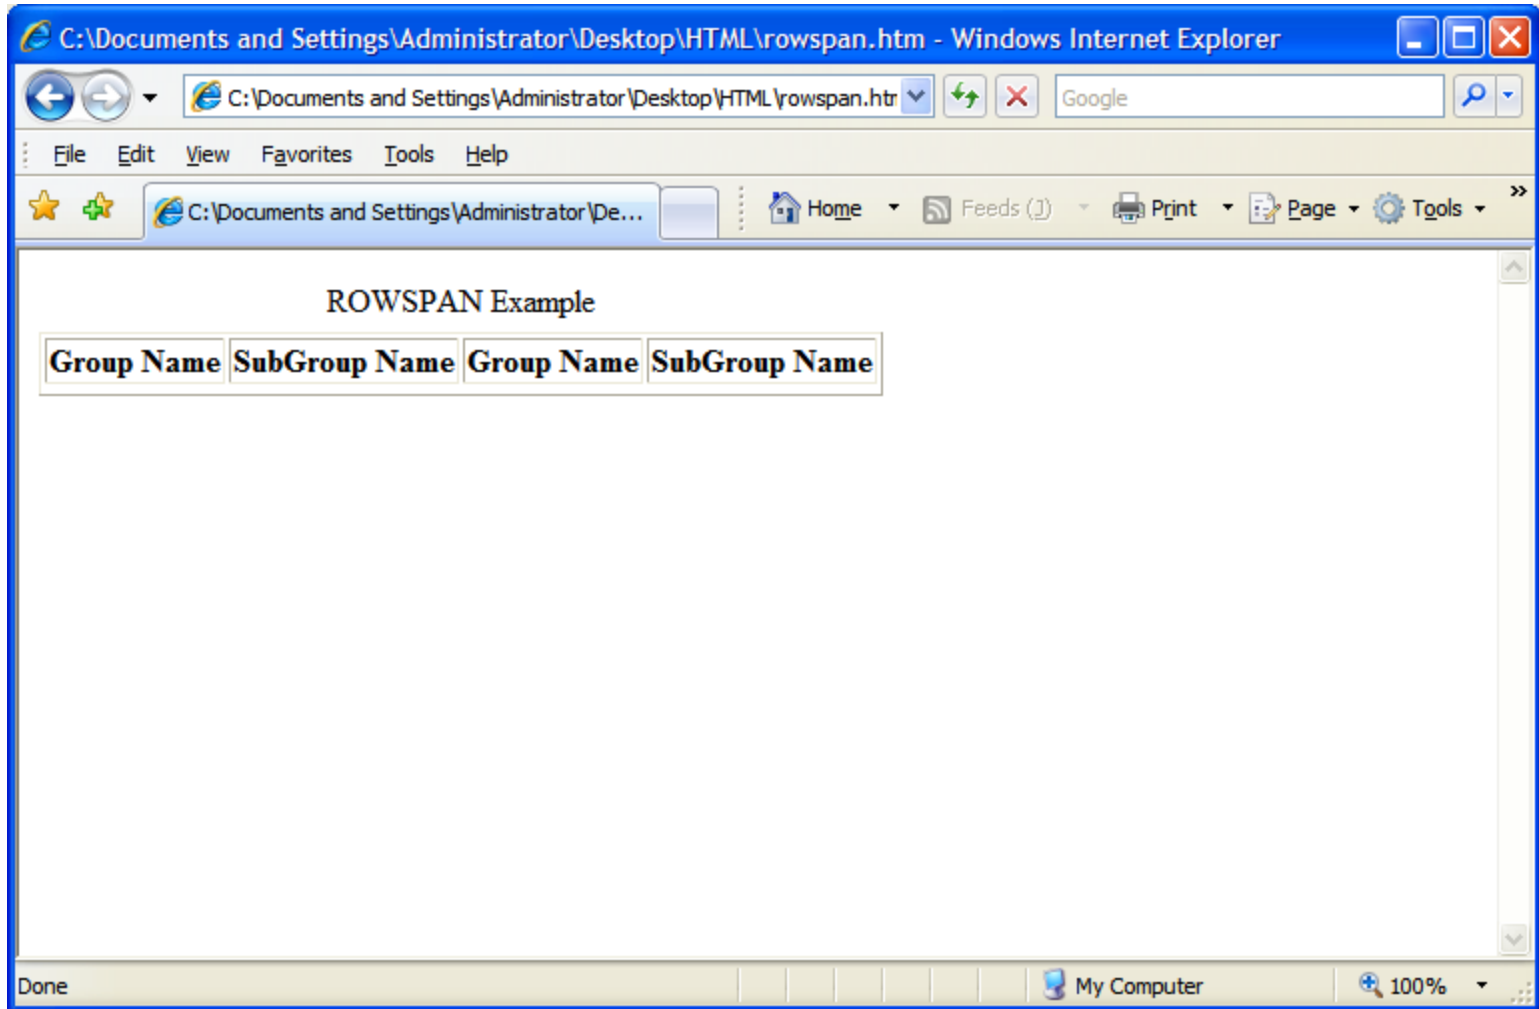 C:\Documents and Settings\Administrator\Desktop\HTML\rowspan.htm - Windows Internet Explorer
C:\Documents and Settings\Administrator\Desktop\HTML\rowspan.htm Google
File Edit View Favorites Tools Help
C:\Documents and Settings\Administrator\De... Home Feeds (J) Print Page Tools »
ROWSPAN Example
Group Name SubGroup Name Group Name SubGroup Name
Done My Computer 100%